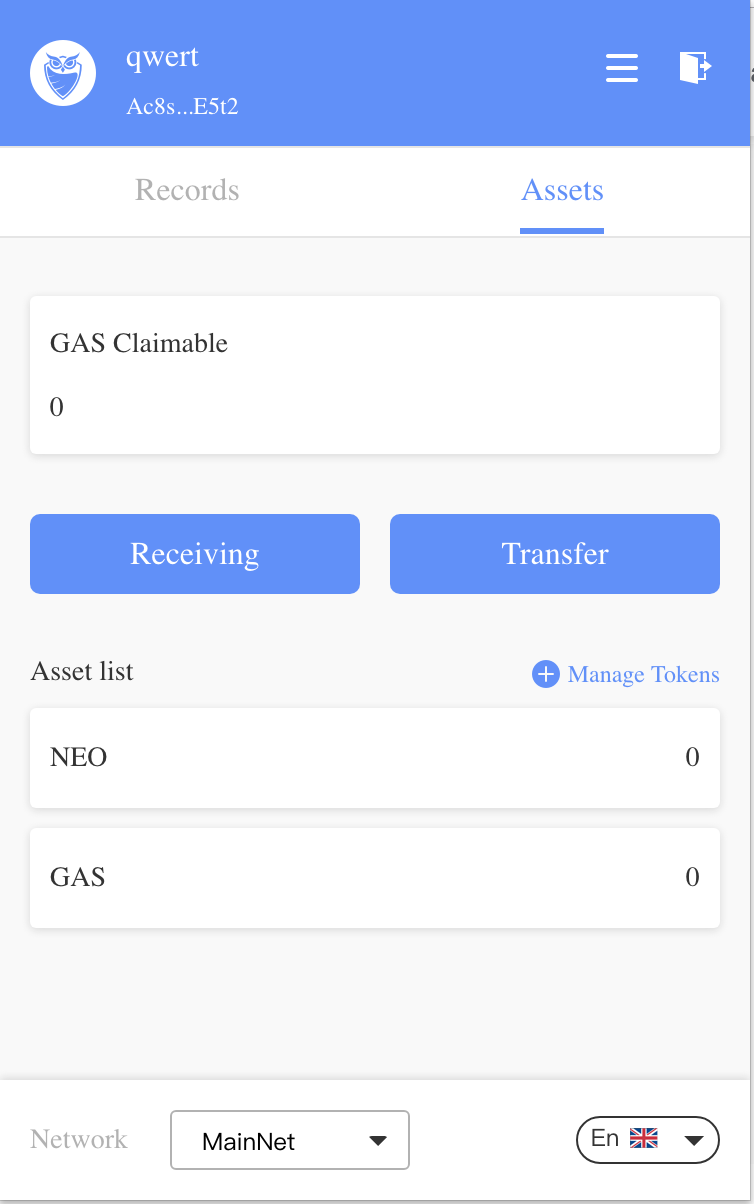 qwert
Ac8s...E5t2
Records Assets
GAS Claimable
0
Receiving Transfer
Asset list Manage Tokens
NEO 0
GAS 0
Network MainNet En